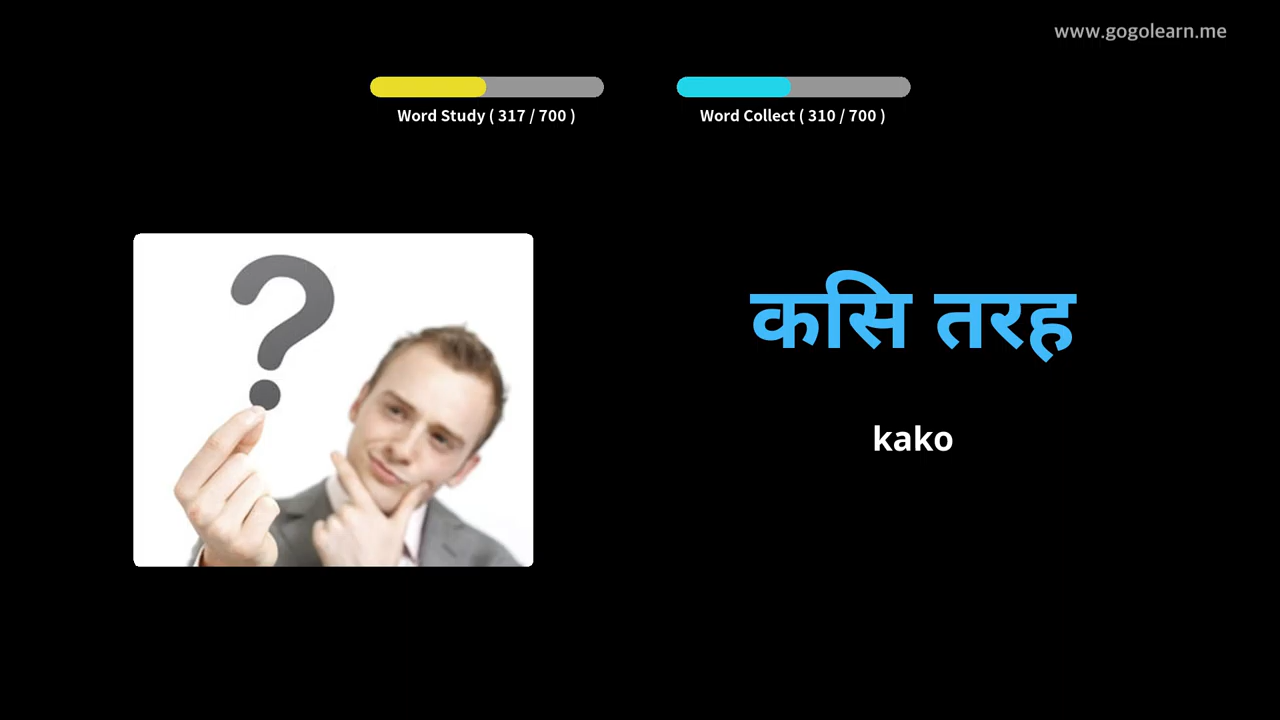 www.gogolearn.me
Word Study ( 317 / 700 )
Word Collect ( 310 / 700 )
कसि तरह
kako